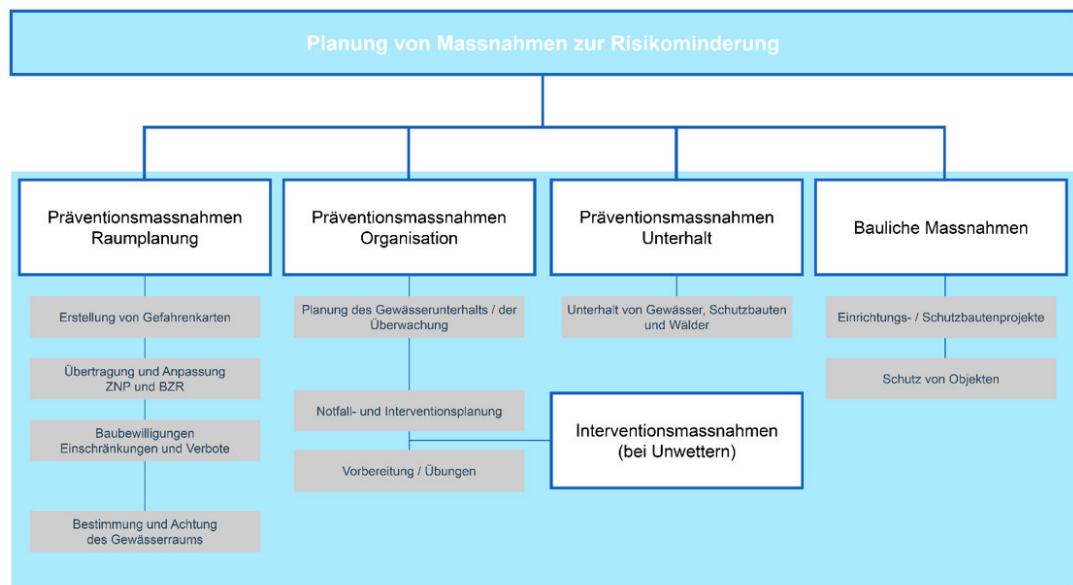 Planung von Massnahmen zur Risikominderung
Präventionsmassnahmen
Raumplanung
Erstellung von Gefahrenkarten
Übertragung und Anpassung
ZNP und BZR
Baubewilligungen
Einschränkungen und Verbote
Bestimmung und Achtung
des Gewässerraums
Präventionsmassnahmen
Organisation
Planung des Gewässerunterhalts / der
Überwachung
Notfall- und Interventionsplanung
Vorbereitung / Übungen
Präventionsmassnahmen
Unterhalt
Unterhalt von Gewässer, Schutzbauten
und Wälder
Interventionsmassnahmen
(bei Unwettern)
Bauliche Massnahmen
Einrichtungs- / Schutzbautenprojekte
Schutz von Objekten